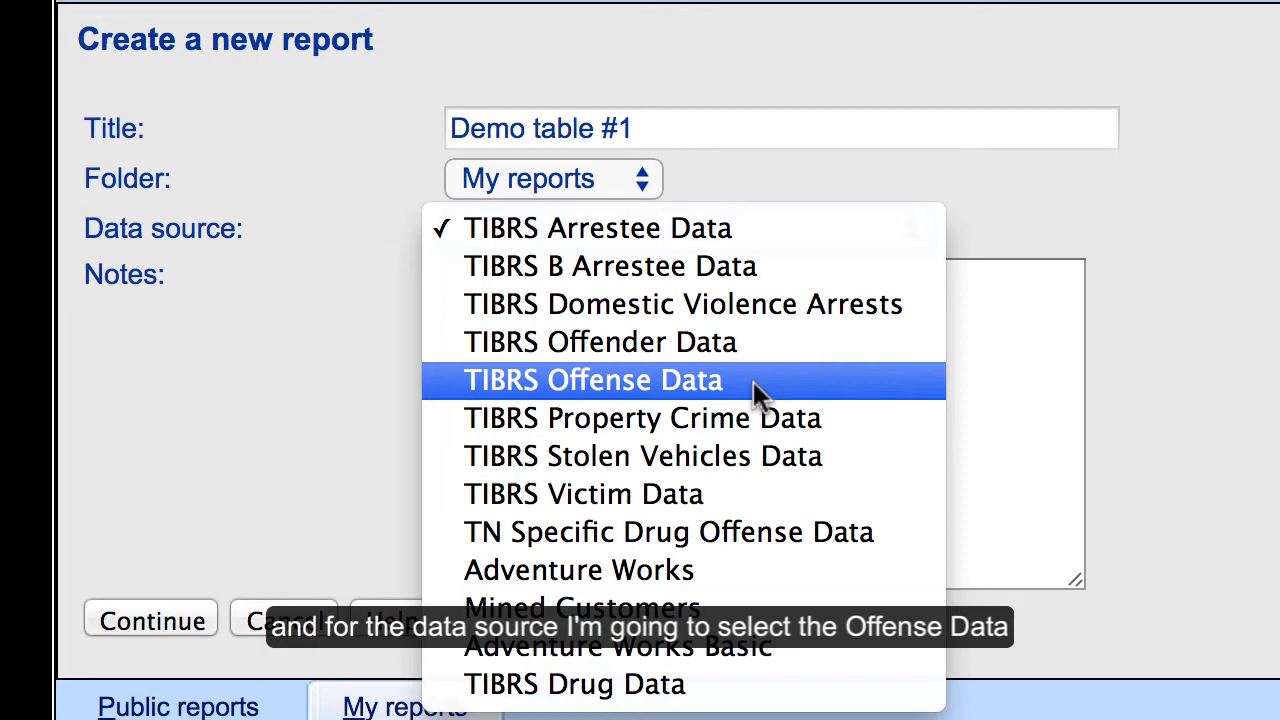 Create a new report
Title:
Demo table #1
Folder:
My reports
Data source:
✓ TIBRS Arrestee Data
TIBRS B Arrestee Data
Notes:
TIBRS Domestic Violence Arrests
TIBRS Offender Data
TIBRS Offense Data
TIBRS Property Crime Data
TIBRS Stolen Vehicles Data
TIBRS Victim Data
TN Specific Drug Offense Data
Adventure Works
Mined Customers
Continue
Cancel
Help
and for the data source I'm going to select the Offense Data
Adventure Works Basic
TIBRS Drug Data
Public reports
My reports